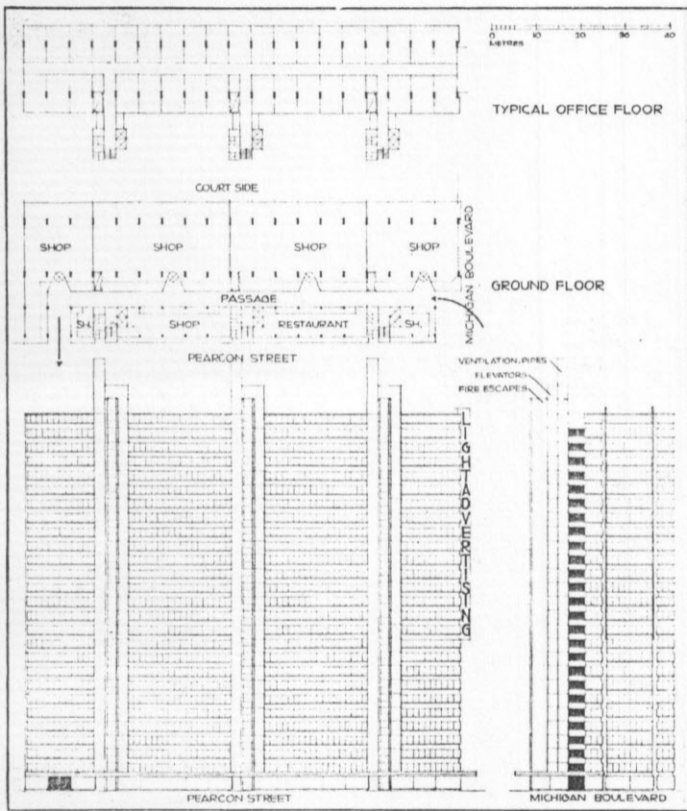 0 10 20 30 40
METRES
TYPICAL OFFICE FLOOR
COURT SIDE
SHOP SHOP SHOP SHOP
MICHIGAN BOULEVARD
GROUND FLOOR
PASSAGE
SH. SHOP RESTAURANT SH.
PEARCON STREET
VENTILATION PIPES
ELEVATORS
FIRE ESCAPES
LIGHTADVERTISING
PEARCON STREET
MICHIGAN BOULEVARD